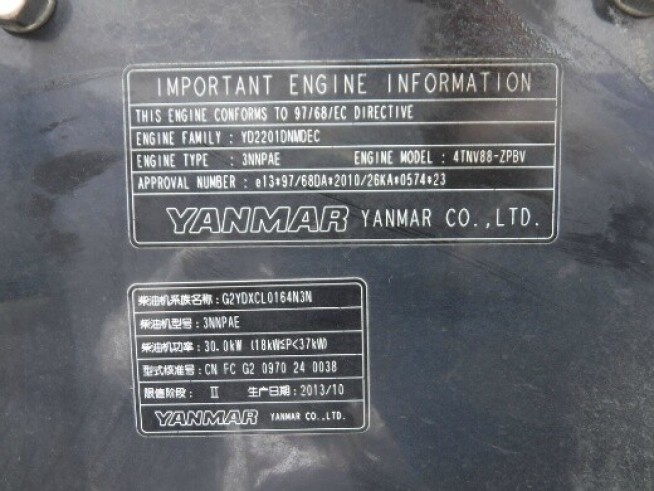 IMPORTANT ENGINE INFORMATION
THIS ENGINE CONFORMS TO 97/68/EC DIRECTIVE
ENGINE FAMILY : YD2201DNMDEC
ENGINE TYPE : 3NNPAE ENGINE MODEL : 4TNV88-ZPBV
APPROVAL NUMBER : e13*97/68DA*2010/26KA*0574*23
YANMAR YANMAR CO.,LTD.
柴油机系族名称:G2YDXCL0164N3N
柴油机型号:3NNPAE
柴油机功率:30.0kW (18kW≦P<37kW)
型式核准号:CN FC G2 0970 24 0038
限值阶段: Ⅱ 生产日期:2013/10
YANMAR YANMAR CO.,LTD.